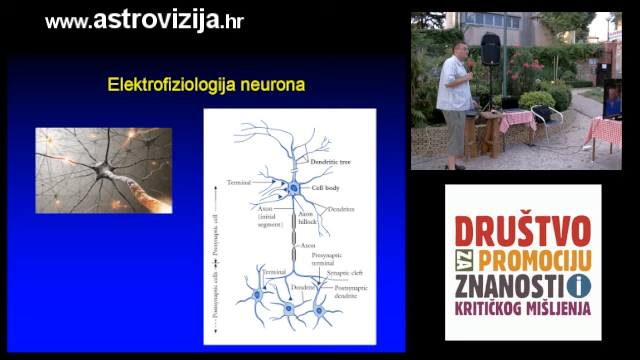 www.astrovizija.hr
Elektrofiziologija neurona
Dendritic tree
Terminal
Cell body
Axon
(initial
segment)
Axon
hillock
Dendrites
Axon
Presynaptic
terminal
Terminal
Synaptic cleft
Dendrite
Postsynaptic
dendrite
Presynaptic cell
Postsynaptic cells
DRUŠTVO
ZA PROMOCIJU
ZNANOSTI i
KRITIČKOG MIŠLJENJA